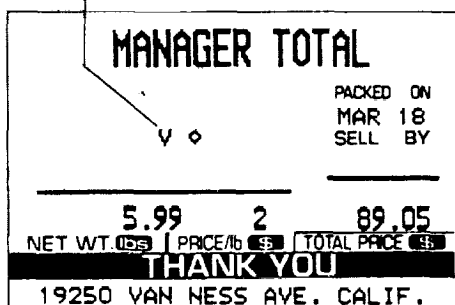 MANAGER TOTAL
PACKED ON
MAR 18
SELL BY
V ◇
5.99 2 89.05
NET WT. lbs PRICE/lb $ TOTAL PRICE $
THANK YOU
19250 VAN NESS AVE. CALIF.